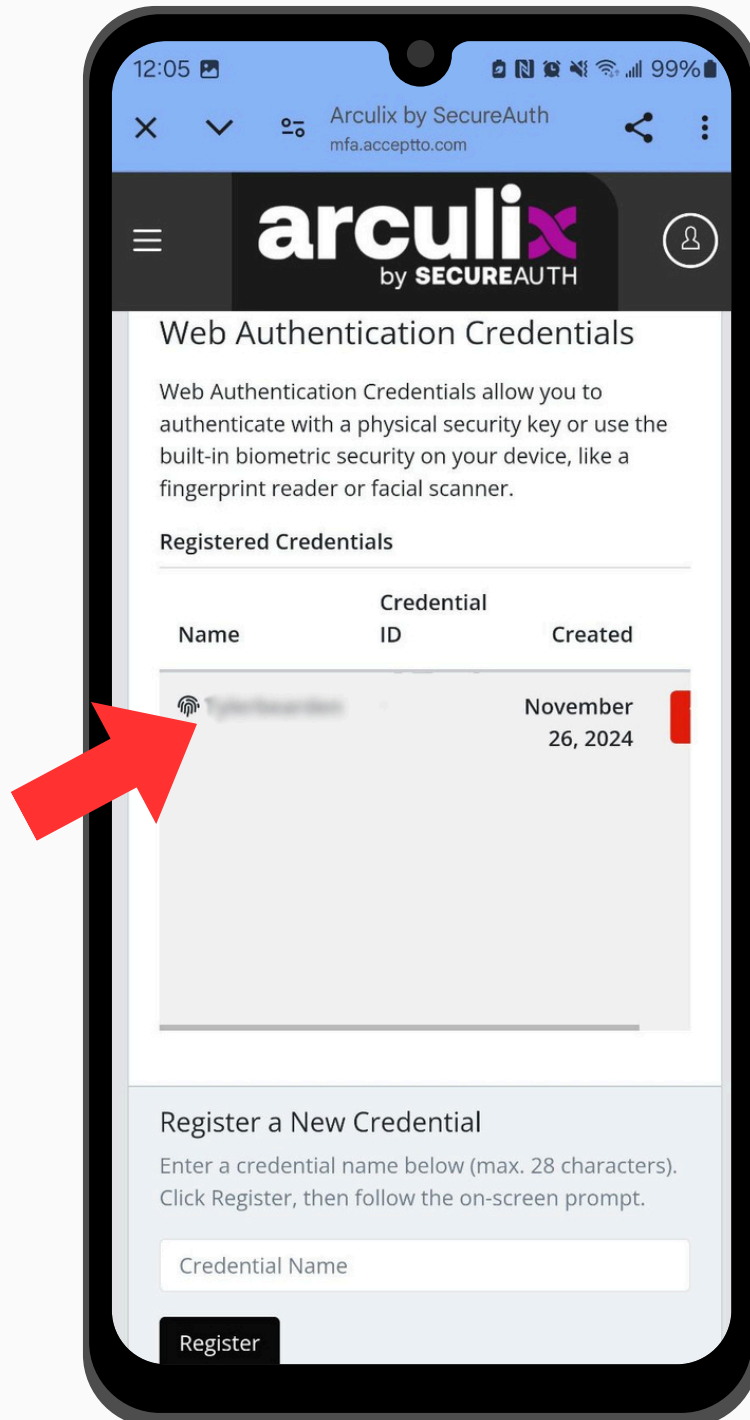 12:05
99%
Arculix by SecureAuth
mfa.acceptto.com
arculix
by SECUREAUTH
Web Authentication Credentials
Web Authentication Credentials allow you to
authenticate with a physical security key or use the
built-in biometric security on your device, like a
fingerprint reader or facial scanner.
Registered Credentials
Credential
Name ID Created
November
26, 2024
Register a New Credential
Enter a credential name below (max. 28 characters).
Click Register, then follow the on-screen prompt.
Credential Name
Register